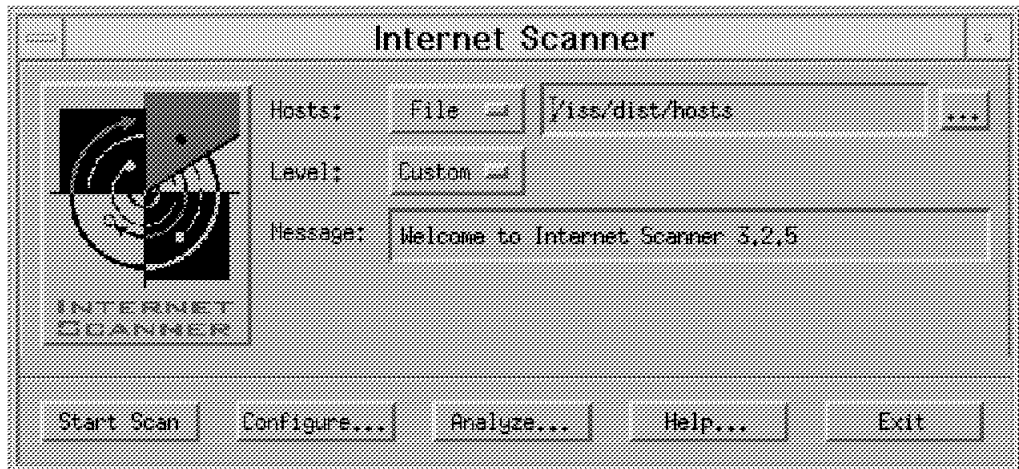 Internet Scanner
Hosts: File /iss/dist/hosts ...
Level: Custom
Message: Welcome to Internet Scanner 3.2.5
INTERNET
SCANNER
Start Scan Configure... Analyze... Help... Exit